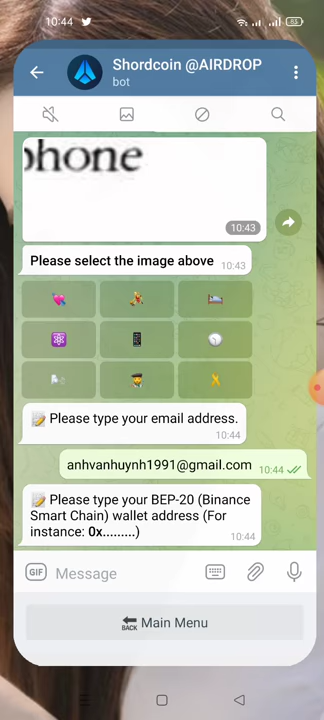 10:44
83
Shordcoin @AIRDROP
bot
phone
10:43
Please select the image above 10:43
📝 Please type your email address.
10:44
anhvanhuynh1991@gmail.com 10:44
📝 Please type your BEP-20 (Binance
Smart Chain) wallet address (For
instance: 0x.........)
10:44
GIF Message
BACK Main Menu